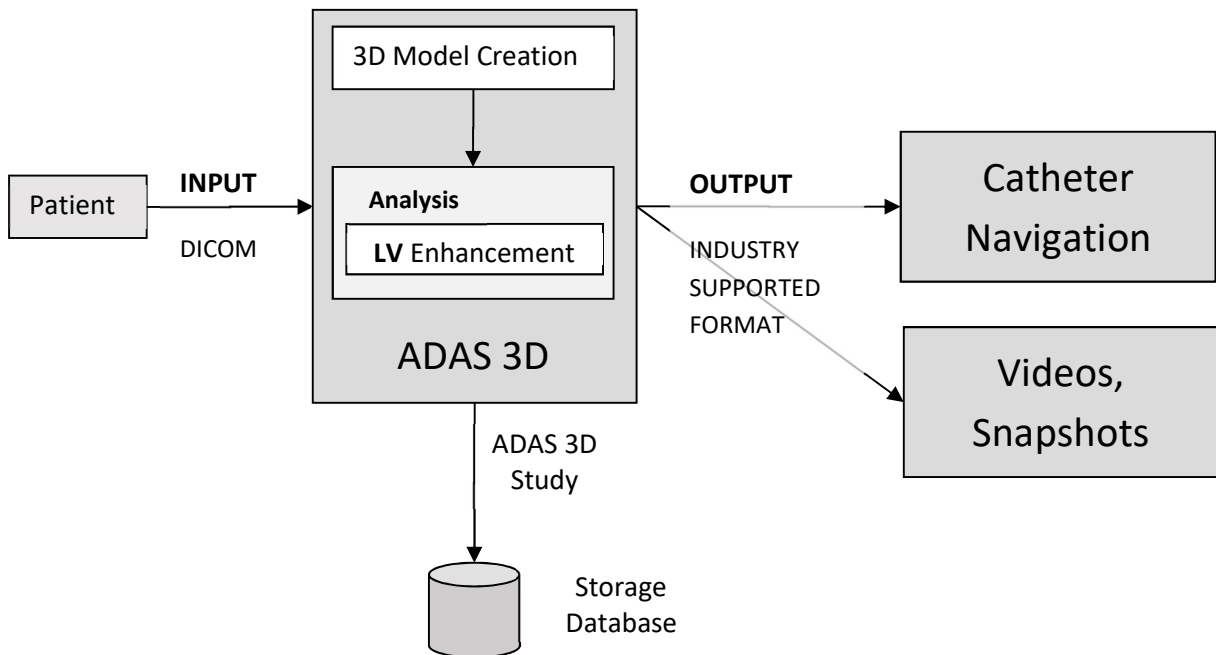 3D Model Creation
Patient
INPUT
DICOM
Analysis
LV Enhancement
ADAS 3D
OUTPUT
INDUSTRY
SUPPORTED
FORMAT
Catheter
Navigation
Videos,
Snapshots
ADAS 3D
Study
Storage
Database